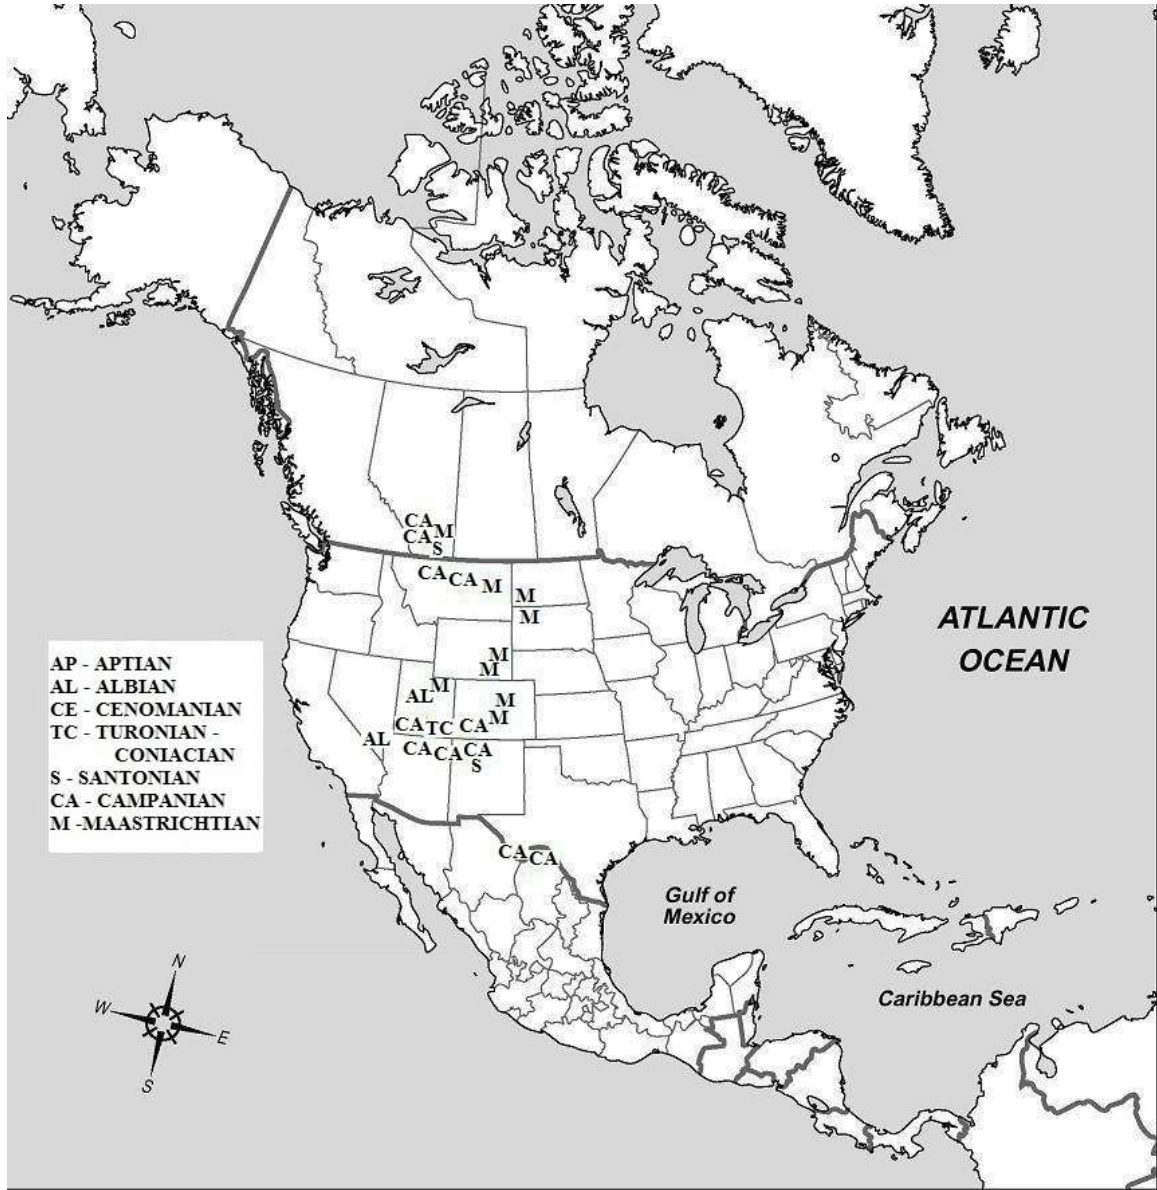 CA
CA M
S
CA CA M
M
M
M
M
AL M
M
CA TC CA M
AL CA CA CA
S
CA CA
ATLANTIC
OCEAN
AP - APTIAN
AL - ALBIAN
CE - CENOMANIAN
TC - TURONIAN -
CONIACIAN
S - SANTONIAN
CA - CAMPANIAN
M -MAASTRICHTIAN
Gulf of
Mexico
Caribbean Sea
N
W
E
S